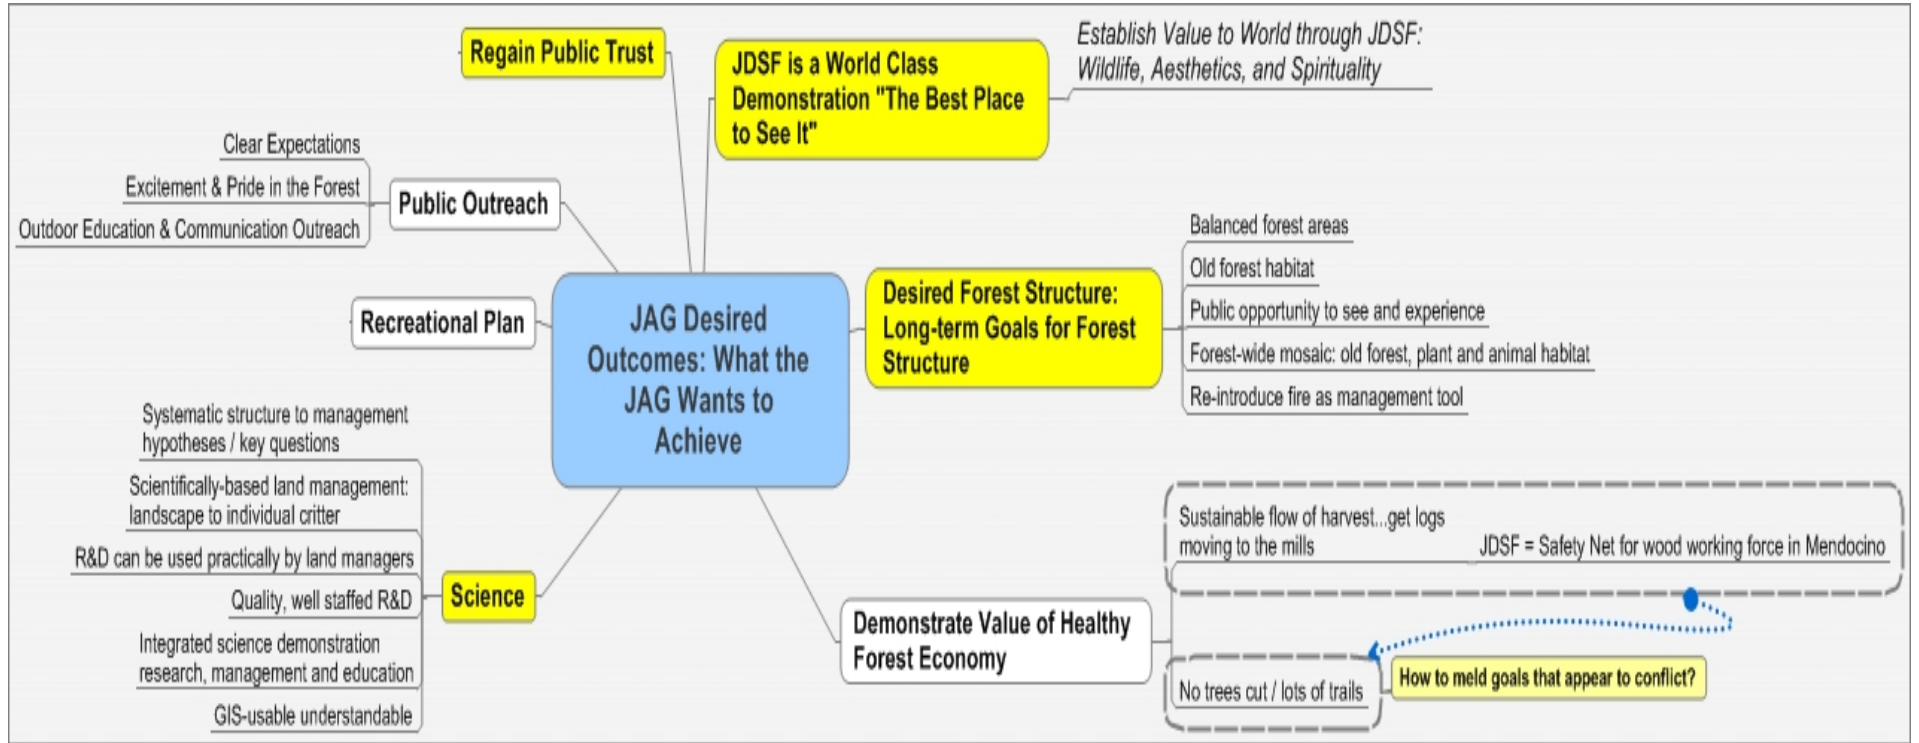 Regain Public Trust
JDSF is a World Class
Demonstration "The Best Place
to See It"
Establish Value to World through JDSF:
Wildlife, Aesthetics, and Spirituality
Clear Expectations
Excitement & Pride in the Forest
Outdoor Education & Communication Outreach
Public Outreach
Recreational Plan
JAG Desired
Outcomes: What the
JAG Wants to
Achieve
Desired Forest Structure:
Long-term Goals for Forest
Structure
Balanced forest areas
Old forest habitat
Public opportunity to see and experience
Forest-wide mosaic: old forest, plant and animal habitat
Re-introduce fire as management tool
Systematic structure to management
hypotheses / key questions
Scientifically-based land management:
landscape to individual critter
R&D can be used practically by land managers
Quality, well staffed R&D
Integrated science demonstration
research, management and education
GIS-usable understandable
Science
Demonstrate Value of Healthy
Forest Economy
Sustainable flow of harvest...get logs
moving to the mills
JDSF = Safety Net for wood working force in Mendocino
No trees cut / lots of trails
How to meld goals that appear to conflict?